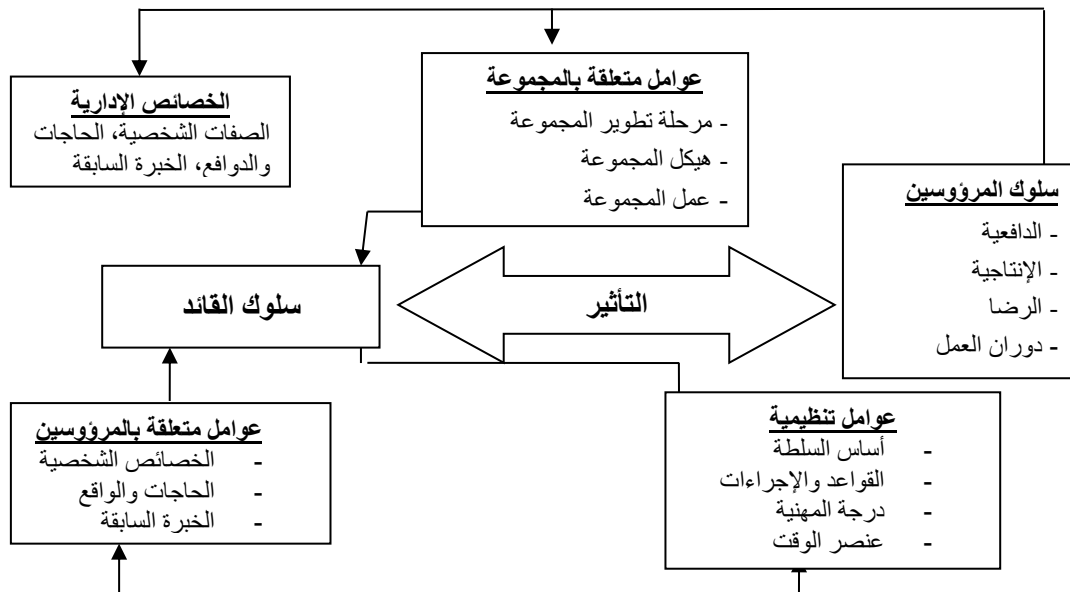 عوامل متعلقة بالمجموعة
- مرحلة تطوير المجموعة
- هيكل المجموعة
- عمل المجموعة
الخصائص الإدارية
الصفات الشخصية، الحاجات
والدوافع، الخبرة السابقة
سلوك المرؤوسين
- الدافعية
- الإنتاجية
- الرضا
- دوران العمل
التأثير
سلوك القائد
عوامل تنظيمية
- أساس السلطة
- القواعد والإجراءات
- درجة المهنية
- عنصر الوقت
عوامل متعلقة بالمرؤوسين
- الخصائص الشخصية
- الحاجات والواقع
- الخبرة السابقة